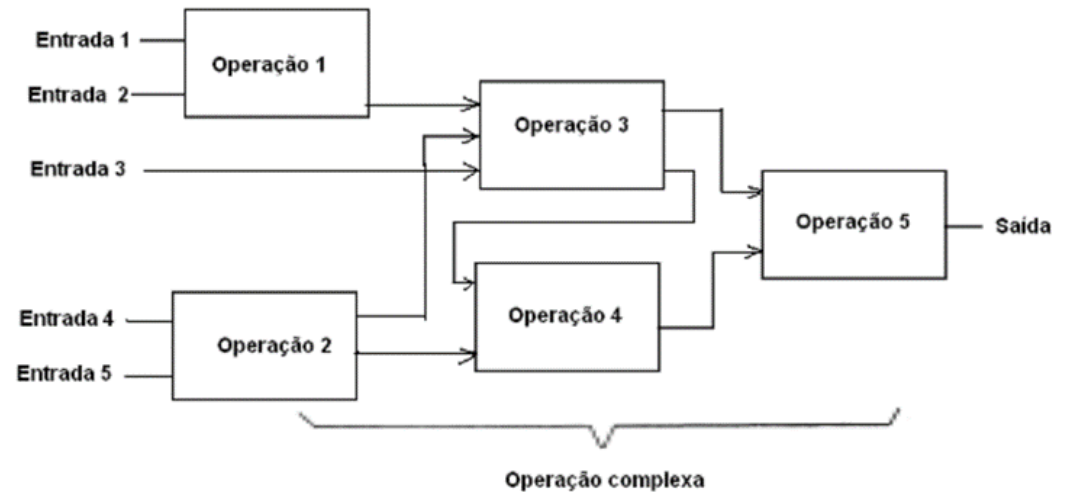 Entrada 1
Operação 1
Entrada 2
Operação 3
Entrada 3
Operação 5
Saída
Entrada 4
Operação 4
Operação 2
Entrada 5
Operação complexa